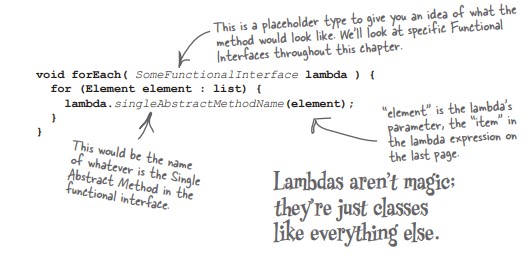 This is a placeholder type to give you an idea of what the
method would look like. We'll look at specific Functional
Interfaces throughout this chapter.
void forEach( SomeFunctionalInterface lambda ) {
for (Element element : list) {
lambda.singleAbstractMethodName(element);
}
}
"element" is the lambda's
parameter, the "item" in
the lambda expression on
the last page.
This would be the name
of whatever is the Single
Abstract Method in the
functional interface.
Lambdas aren't magic;
they're just classes
like everything else.